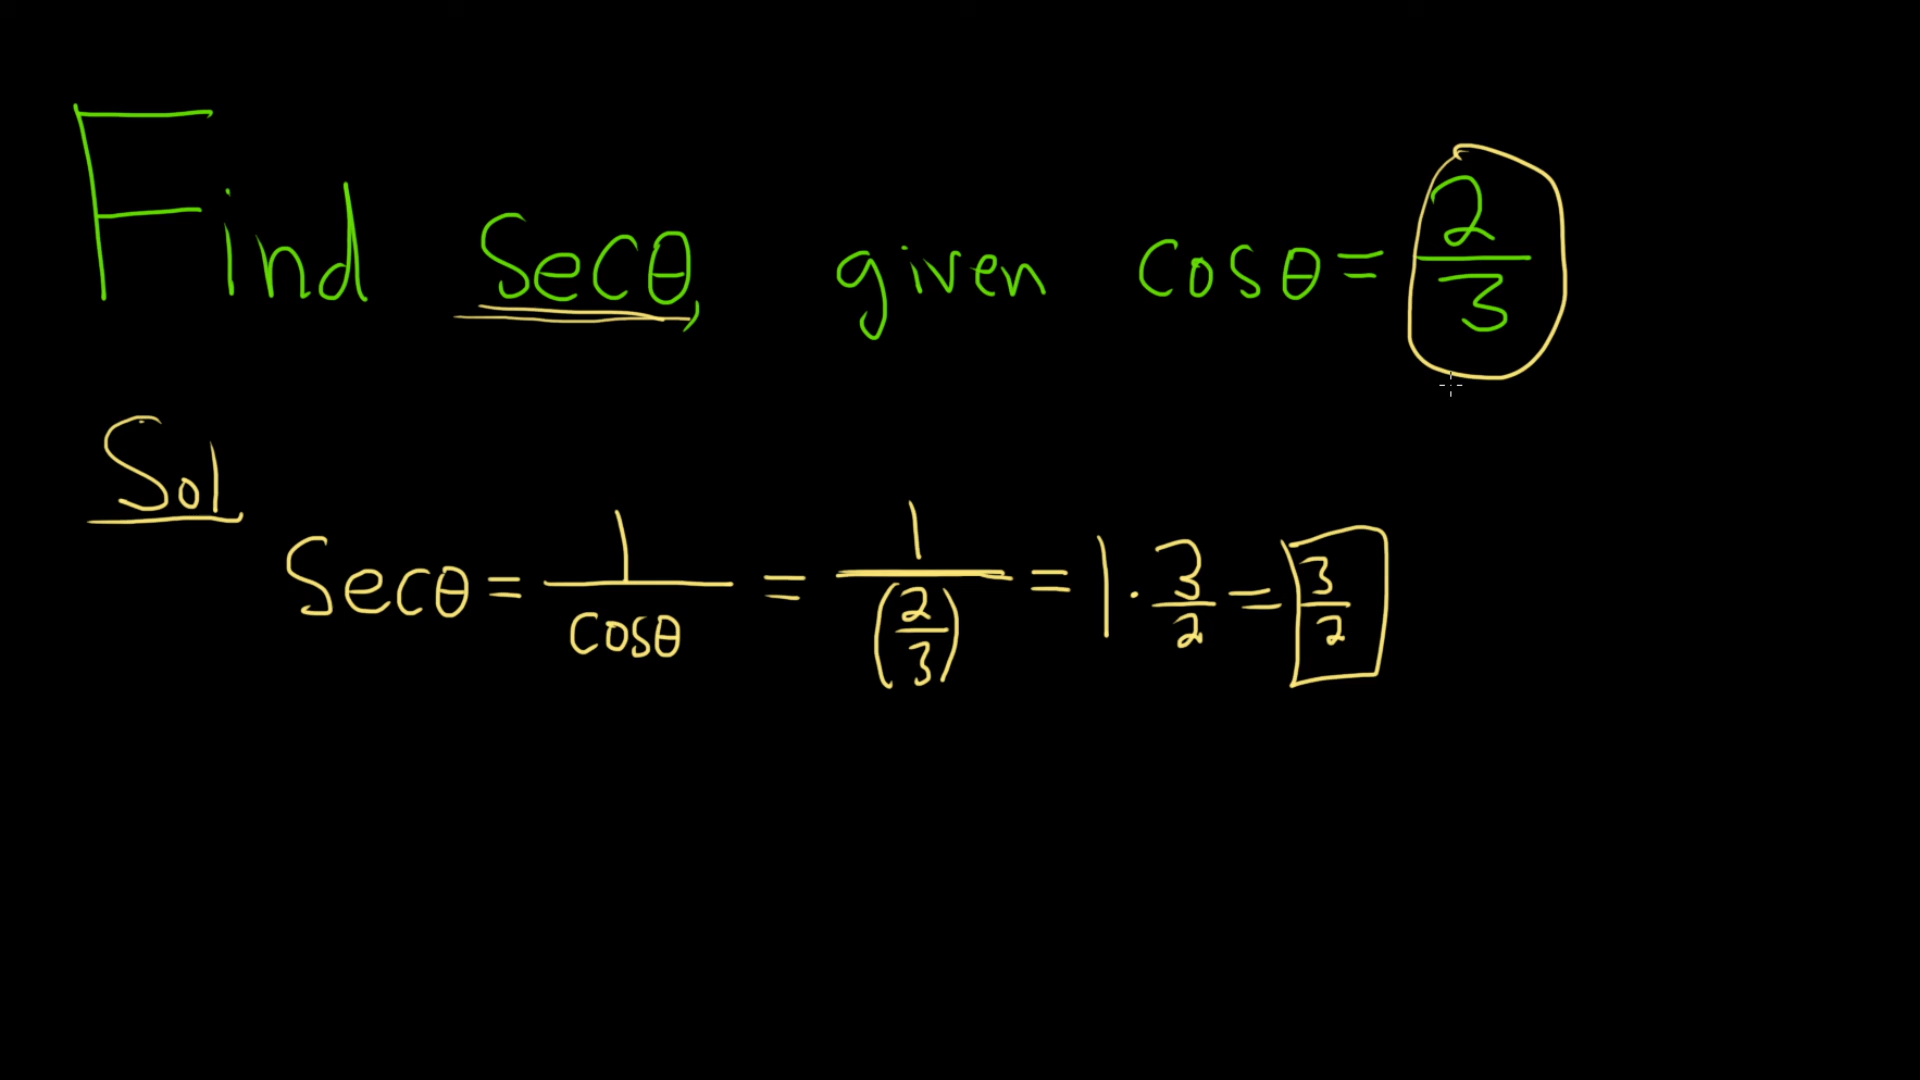 Find Secθ, given cosθ = 2/3
Sol
Secθ = 1/cosθ = 1/(2/3) = 1 · 3/2 = 3/2